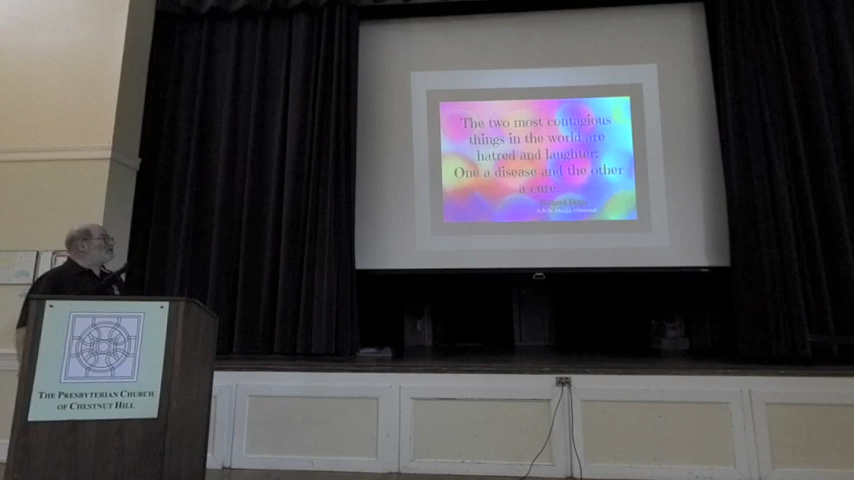 The two most contagious
things in the world are
hatred and laughter:
One a disease and the other
a cure.
THE PRESBYTERIAN CHURCH
OF CHESTNUT HILL